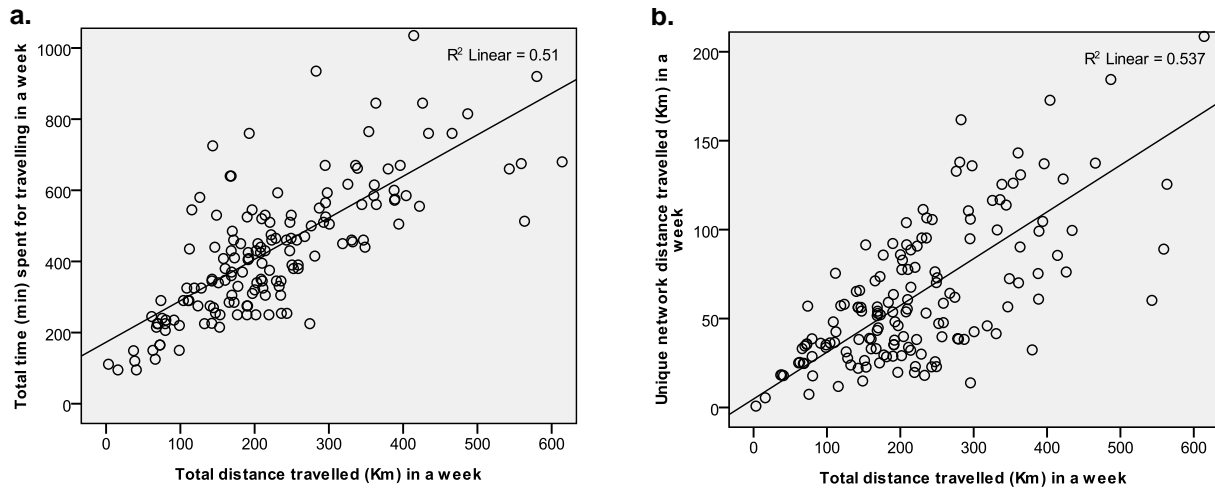 a.
Total time (min) spent for travelling in a week
1000
800
600
400
200
0
R² Linear = 0.51
0 100 200 300 400 500 600
Total distance travelled (Km) in a week
b.
Unique network distance travelled (Km) in a
week
200
150
100
50
0
R² Linear = 0.537
0 100 200 300 400 500 600
Total distance travelled (Km) in a week